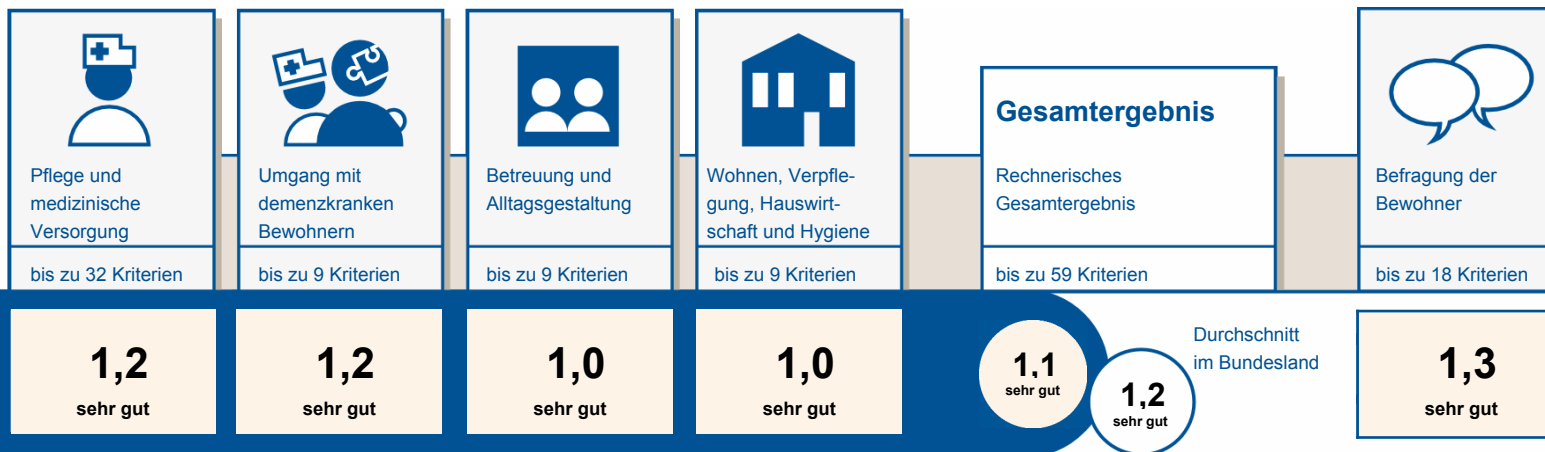 Pflege und
medizinische
Versorgung
bis zu 32 Kriterien
1,2
sehr gut
Umgang mit
demenzkranken
Bewohnern
bis zu 9 Kriterien
1,2
sehr gut
Betreuung und
Alltagsgestaltung
bis zu 9 Kriterien
1,0
sehr gut
Wohnen, Verpfle-
gung, Hauswirt-
schaft und Hygiene
bis zu 9 Kriterien
1,0
sehr gut
Gesamtergebnis
Rechnerisches
Gesamtergebnis
bis zu 59 Kriterien
1,1
sehr gut
Durchschnitt
im Bundesland
1,2
sehr gut
Befragung der
Bewohner
bis zu 18 Kriterien
1,3
sehr gut